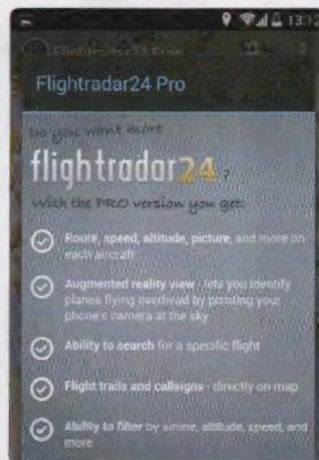 13:12
Flightradar24 Free
Flightradar24 Pro
Do you want more
flightradar24?
With the PRO version you get:
Route, speed, altitude, picture, and more on
each aircraft
Augmented reality view - lets you identify
planes flying overhead by pointing your
phone's camera at the sky
Ability to search for a specific flight
Flight trails and callsigns - directly on map
Ability to filter by airline, altitude, speed, and
more